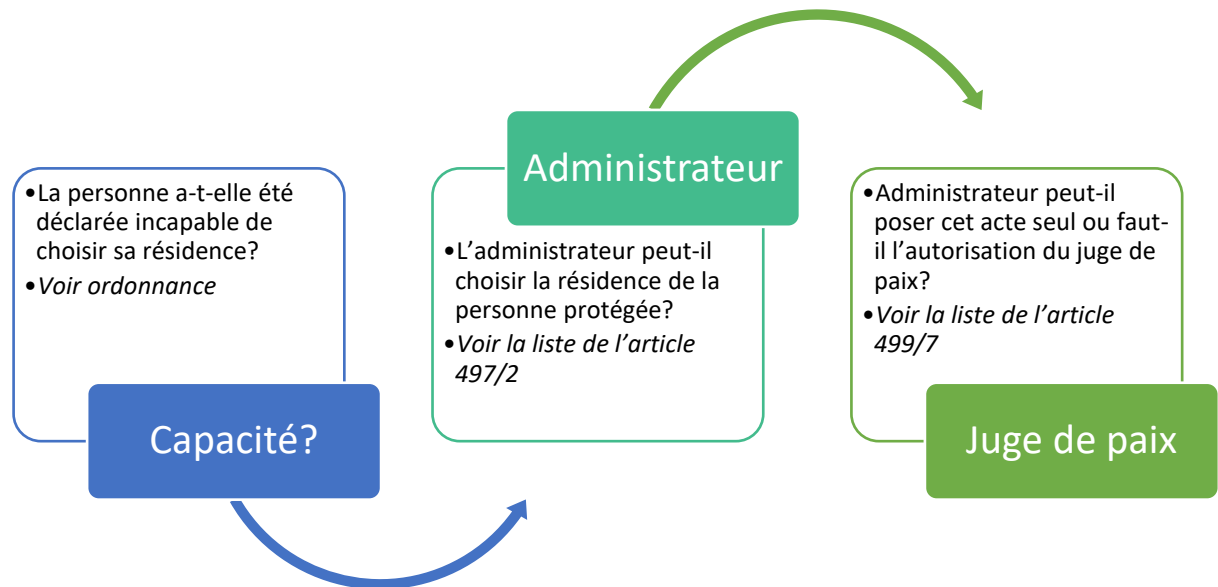 •La personne a-t-elle été
déclarée incapable de
choisir sa résidence?
•Voir ordonnance
Capacité?
Administrateur
•L’administrateur peut-il
choisir la résidence de la
personne protégée?
•Voir la liste de l’article
497/2
•Administrateur peut-il
poser cet acte seul ou faut-
il l’autorisation du juge de
paix?
•Voir la liste de l’article
499/7
Juge de paix